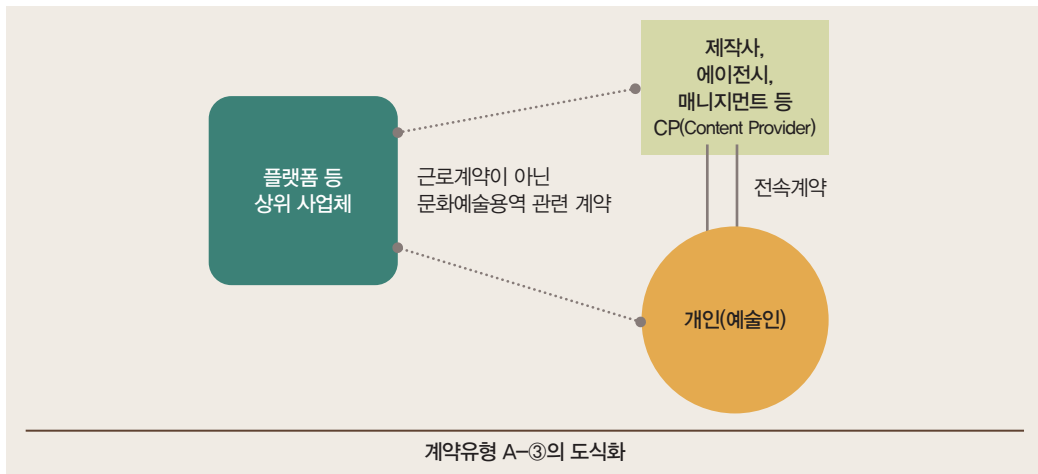 플랫폼 등
상위 사업체
근로계약이 아닌
문화예술용역 관련 계약
제작사,
에이전시,
매니지먼트 등
CP(Content Provider)
전속계약
개인(예술인)
계약유형 A-③의 도식화